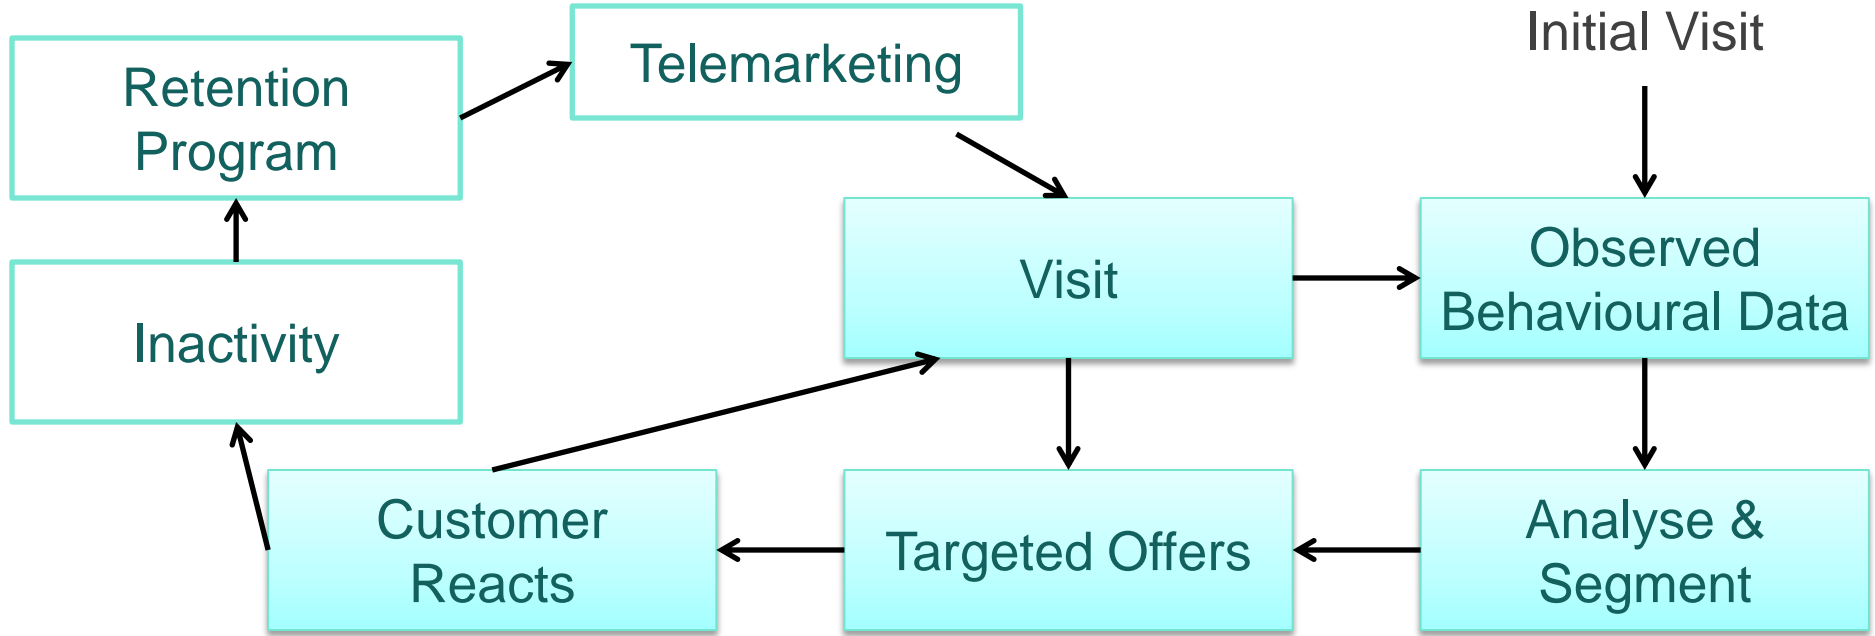 Initial Visit
Telemarketing
Retention
Program
Visit
Observed
Behavioural Data
Inactivity
Customer
Reacts
Targeted Offers
Analyse &
Segment